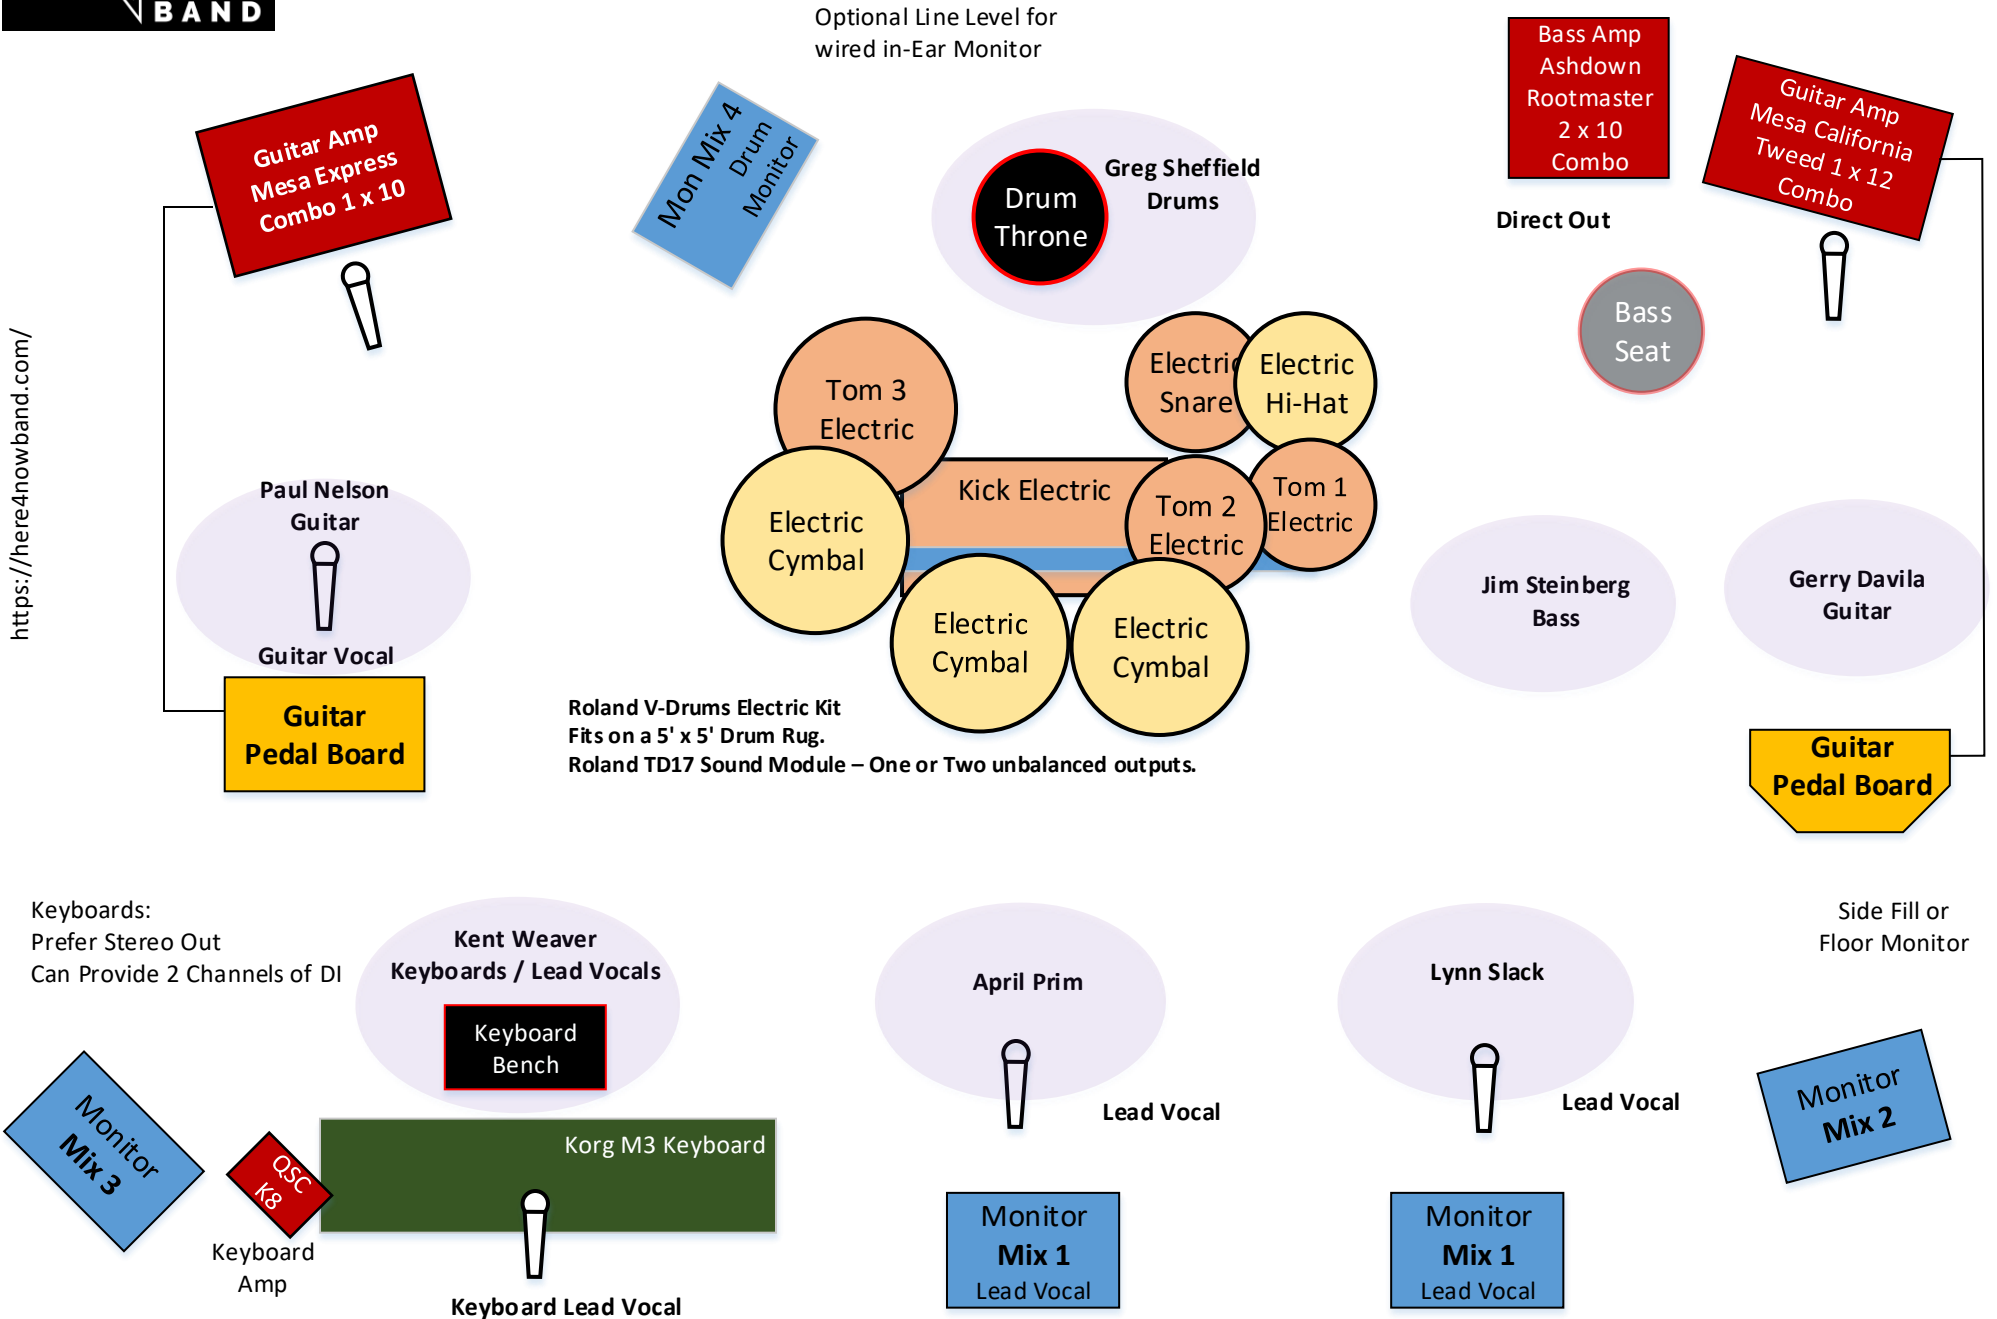 BAND
Optional Line Level for
wired in-Ear Monitor
Bass Amp
Ashdown
Rootmaster
2 x 10
Combo
Guitar Amp
Mesa California
Tweed 1 x 12
Combo
Guitar Amp
Mesa Express
Combo 1 x 10
Mon Mix 4
Drum
Monitor
Drum
Throne
Greg Sheffield
Drums
Direct Out
Bass
Seat
https://here4nowband.com/
Tom 3
Electric
Electric
Snare
Electric
Hi-Hat
Kick Electric
Tom 2
Electric
Tom 1
Electric
Electric
Cymbal
Electric
Cymbal
Electric
Cymbal
Paul Nelson
Guitar
Guitar Vocal
Guitar
Pedal Board
Jim Steinberg
Bass
Gerry Davila
Guitar
Roland V-Drums Electric Kit
Fits on a 5' x 5' Drum Rug.
Roland TD17 Sound Module – One or Two unbalanced outputs.
Guitar
Pedal Board
Keyboards:
Prefer Stereo Out
Can Provide 2 Channels of DI
Kent Weaver
Keyboards / Lead Vocals
Keyboard
Bench
April Prim
Lead Vocal
Lynn Slack
Lead Vocal
Side Fill or
Floor Monitor
Monitor
Mix 3
QSC
K8
Keyboard
Amp
Korg M3 Keyboard
Keyboard Lead Vocal
Monitor
Mix 1
Lead Vocal
Monitor
Mix 1
Lead Vocal
Monitor
Mix 2